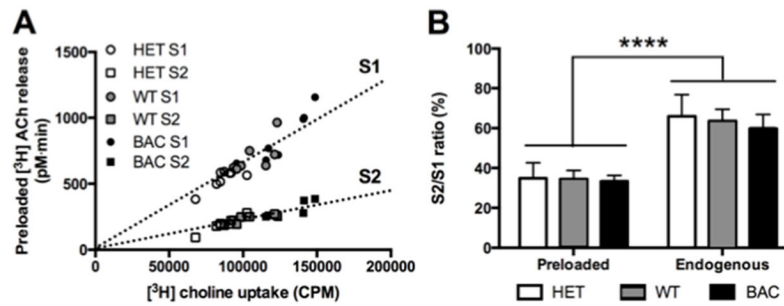 A
Preloaded [³H] ACh release
(pM·min)
1500
1000
500
0
HET S1
HET S2
WT S1
WT S2
BAC S1
BAC S2
S1
S2
0
50000
100000
150000
200000
[³H] choline uptake (CPM)
B
S2/S1 ratio (%)
100
80
60
40
20
0
****
Preloaded
Endogenous
HET
WT
BAC